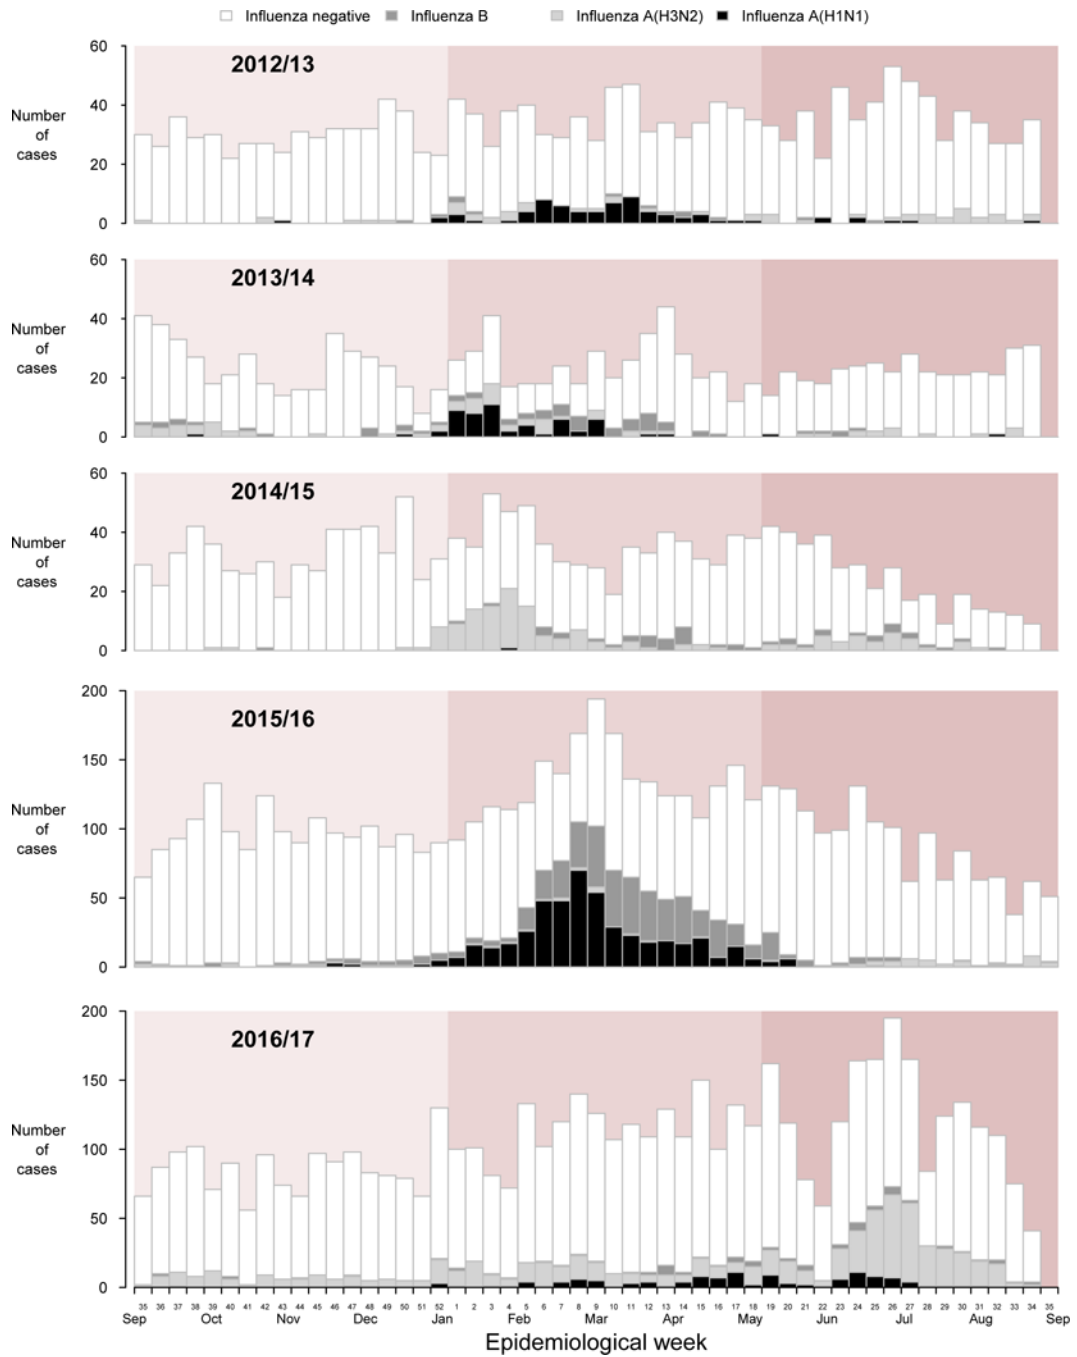 Influenza negative Influenza B Influenza A(H3N2) Influenza A(H1N1)
60
2012/13
40
Number
of
cases
20
0
60
2013/14
40
Number
of
cases
20
0
60
2014/15
40
Number
of
cases
20
0
200
2015/16
150
100
Number
of
cases
50
0
200
2016/17
150
100
Number
of
cases
50
0
35 36 37 38 39 40 41 42 43 44 45 46 47 48 49 50 51 52 1 2 3 4 5 6 7 8 9 10 11 12 13 14 15 16 17 18 19 20 21 22 23 24 25 26 27 28 29 30 31 32 33 34 35
Sep Oct Nov Dec Jan Feb Mar Apr May Jun Jul Aug Sep
Epidemiological week